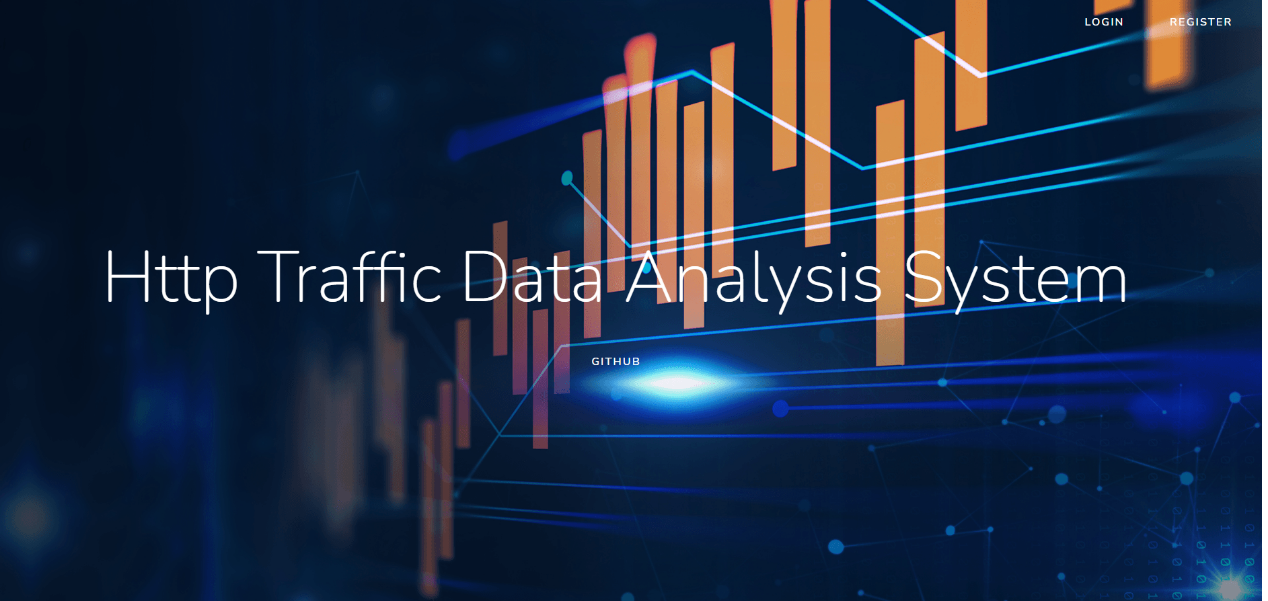 LOGIN REGISTER
Http Traffic Data Analysis System
GITHUB